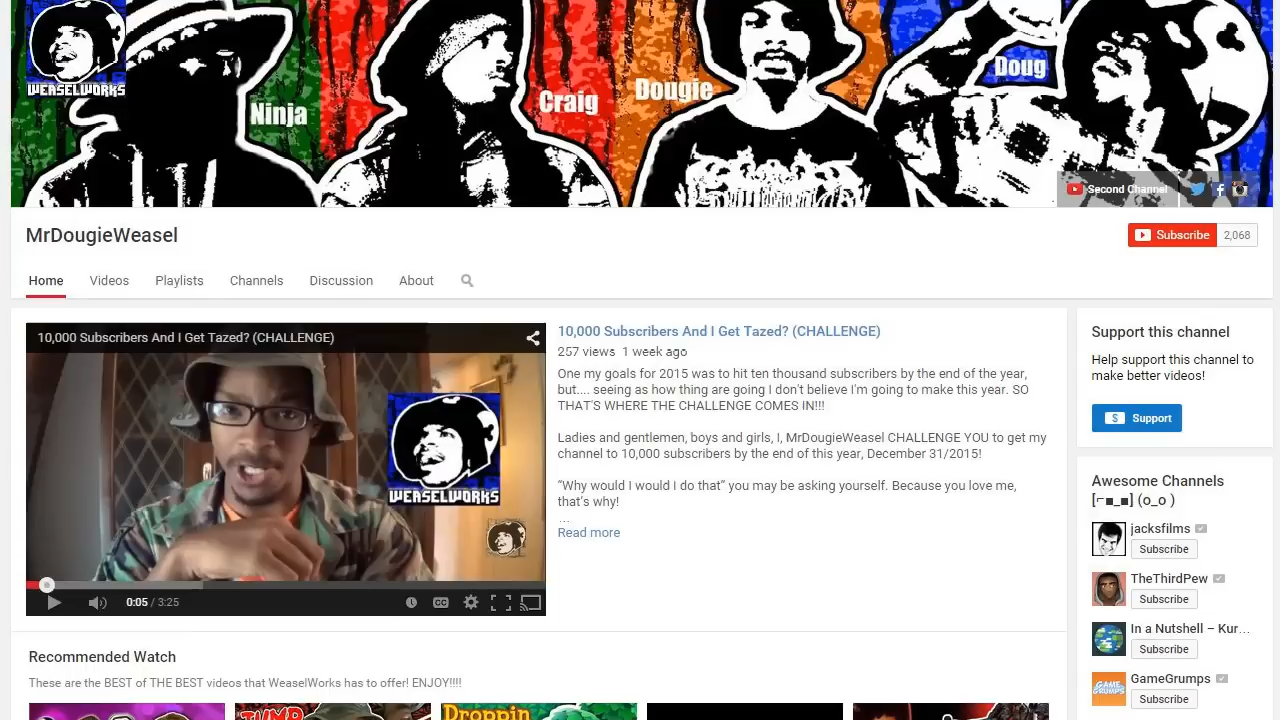 WEASELWORKS
Ninja
Craig
Dougie
Doug
Second Channel
MrDougieWeasel
Subscribe 2,068
Home Videos Playlists Channels Discussion About
10,000 Subscribers And I Get Tazed? (CHALLENGE)
WEASELWORKS
0:05 / 3:25
CC
10,000 Subscribers And I Get Tazed? (CHALLENGE)
257 views 1 week ago
One my goals for 2015 was to hit ten thousand subscribers by the end of the year,
but.... seeing as how thing are going I don't believe I'm going to make this year. SO
THAT'S WHERE THE CHALLENGE COMES IN!!!
Ladies and gentlemen, boys and girls, I, MrDougieWeasel CHALLENGE YOU to get my
channel to 10,000 subscribers by the end of this year, December 31/2015!
“Why would I would I do that” you may be asking yourself. Because you love me,
that's why!
...
Read more
Support this channel
Help support this channel to
make better videos!
Support
Awesome Channels
[⌐■_■] (o_o )
jacksfilms
Subscribe
TheThirdPew
Subscribe
In a Nutshell – Kur...
Subscribe
GAME
GRUMPS
GameGrumps
Subscribe
Recommended Watch
These are the BEST of THE BEST videos that WeaselWorks has to offer! ENJOY!!!!
Droppin